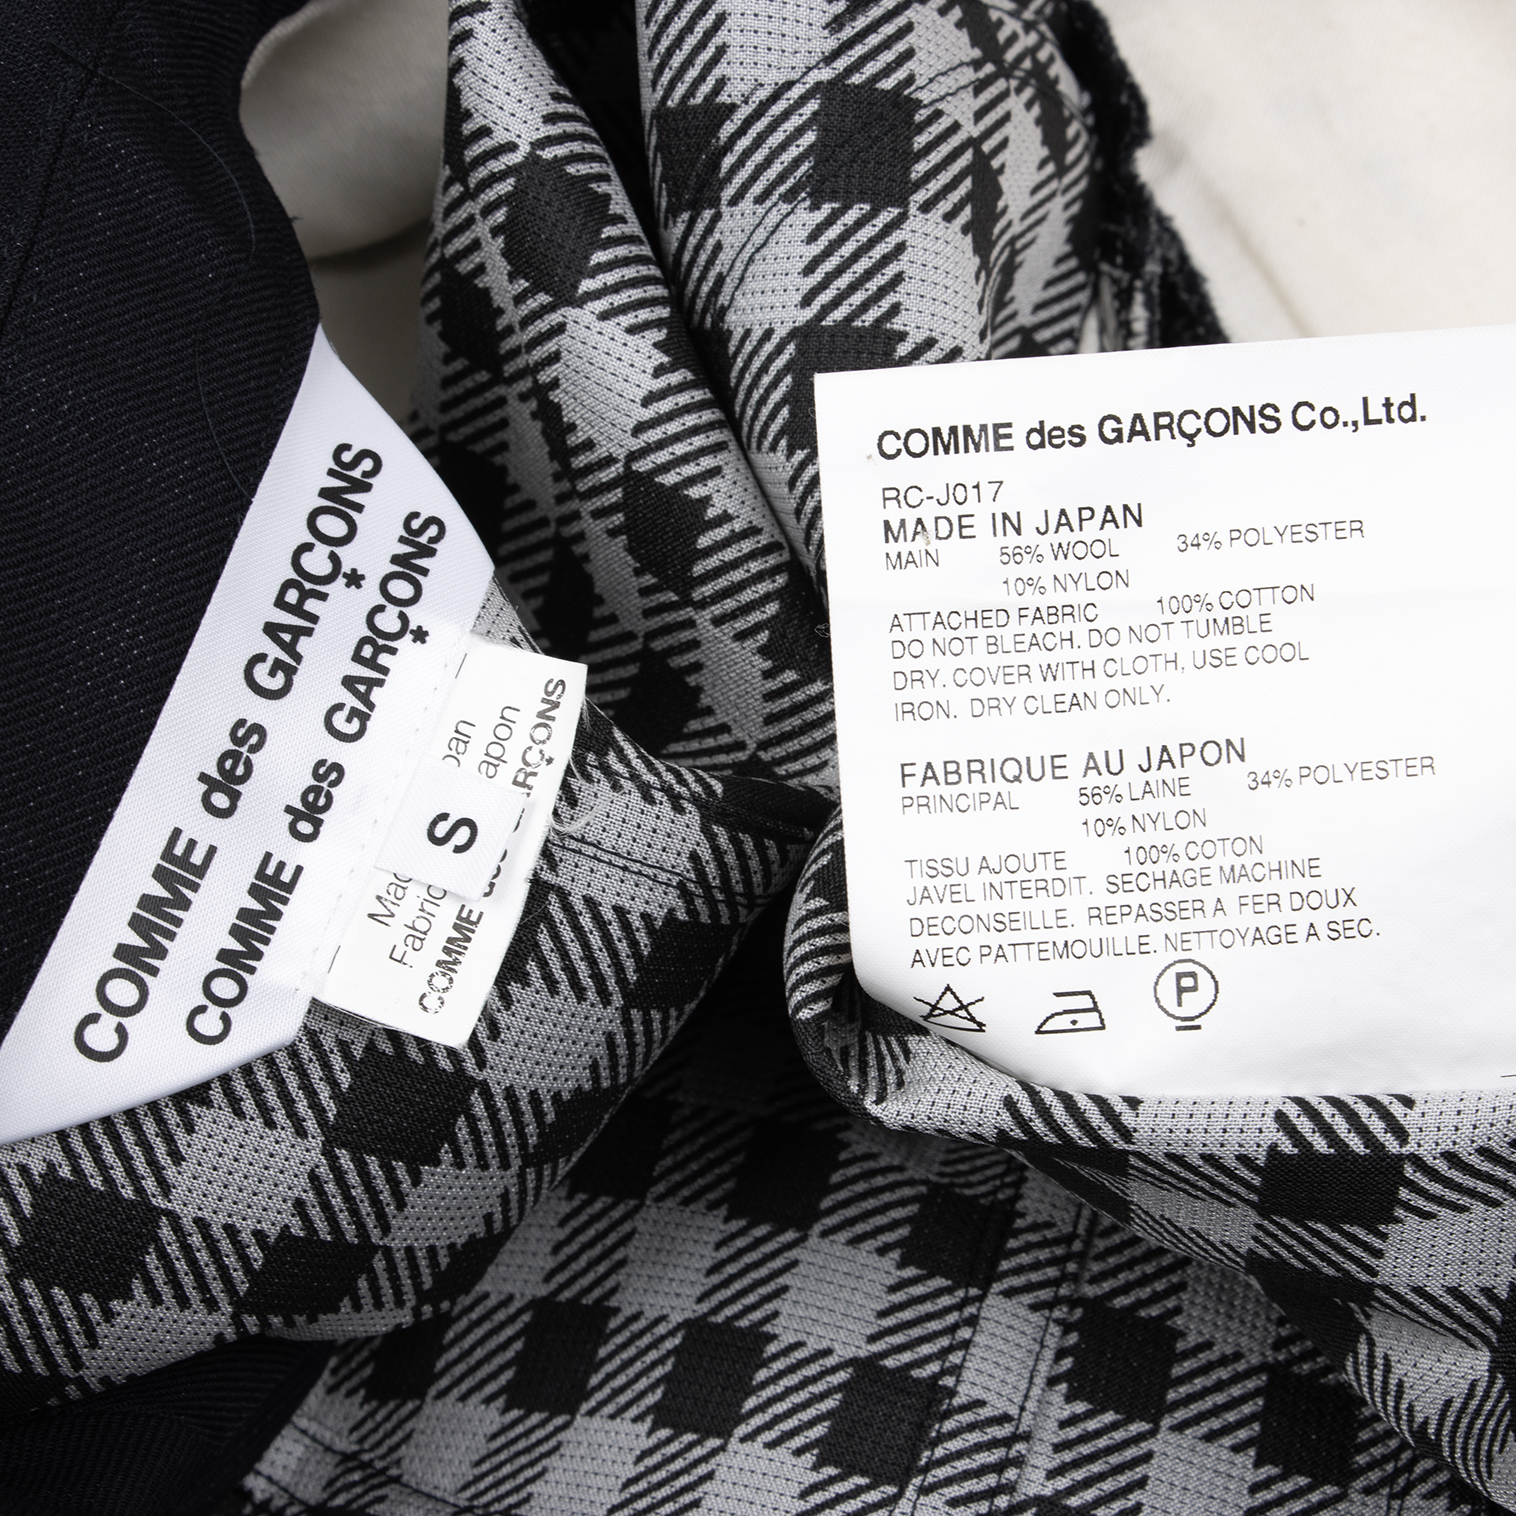 COMME des GARÇONS
*
COMME des GARÇONS
*
S
COMME des GARÇONS Co.,Ltd.
RC-J017
MADE IN JAPAN
MAIN 56% WOOL 34% POLYESTER
10% NYLON
ATTACHED FABRIC 100% COTTON
DO NOT BLEACH. DO NOT TUMBLE
DRY. COVER WITH CLOTH, USE COOL
IRON. DRY CLEAN ONLY.
FABRIQUE AU JAPON
PRINCIPAL 56% LAINE 34% POLYESTER
10% NYLON
TISSU AJOUTE 100% COTON
JAVEL INTERDIT. SECHAGE MACHINE
DECONSEILLE. REPASSER A FER DOUX
AVEC PATTEMOUILLE. NETTOYAGE A SEC.
P